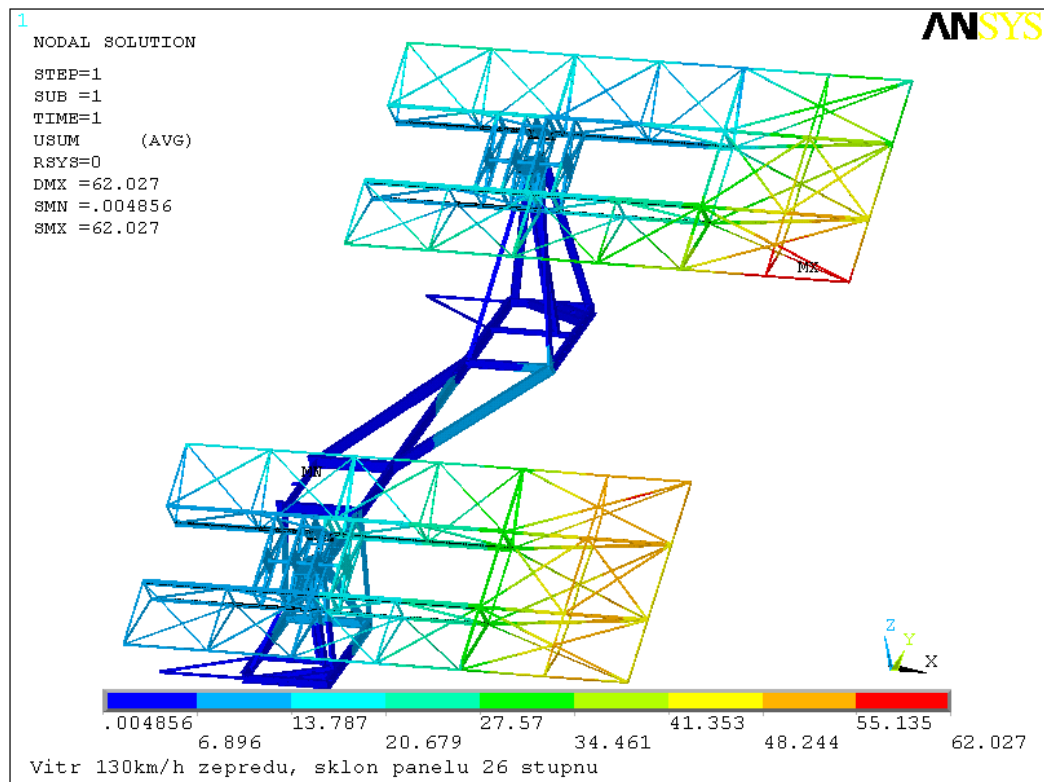 1
ANSYS
NODAL SOLUTION
STEP=1
SUB =1
TIME=1
USUM (AVG)
RSYS=0
DMX =62.027
SMN =.004856
SMX =62.027
MX
MN
Z
Y
X
.004856 13.787 27.57 41.353 55.135
6.896 20.679 34.461 48.244 62.027
Vitr 130km/h zepredu, sklon panelu 26 stupnu